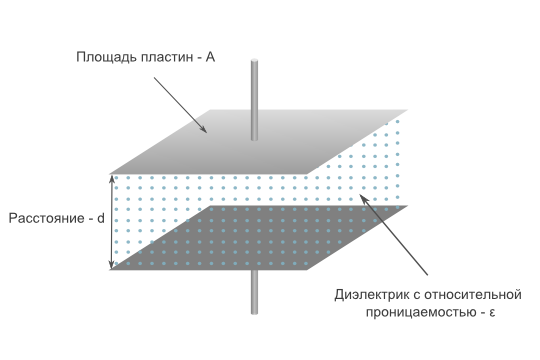 Площадь пластин - A
Расстояние - d
Диэлектрик с относительной
проницаемостью - ε